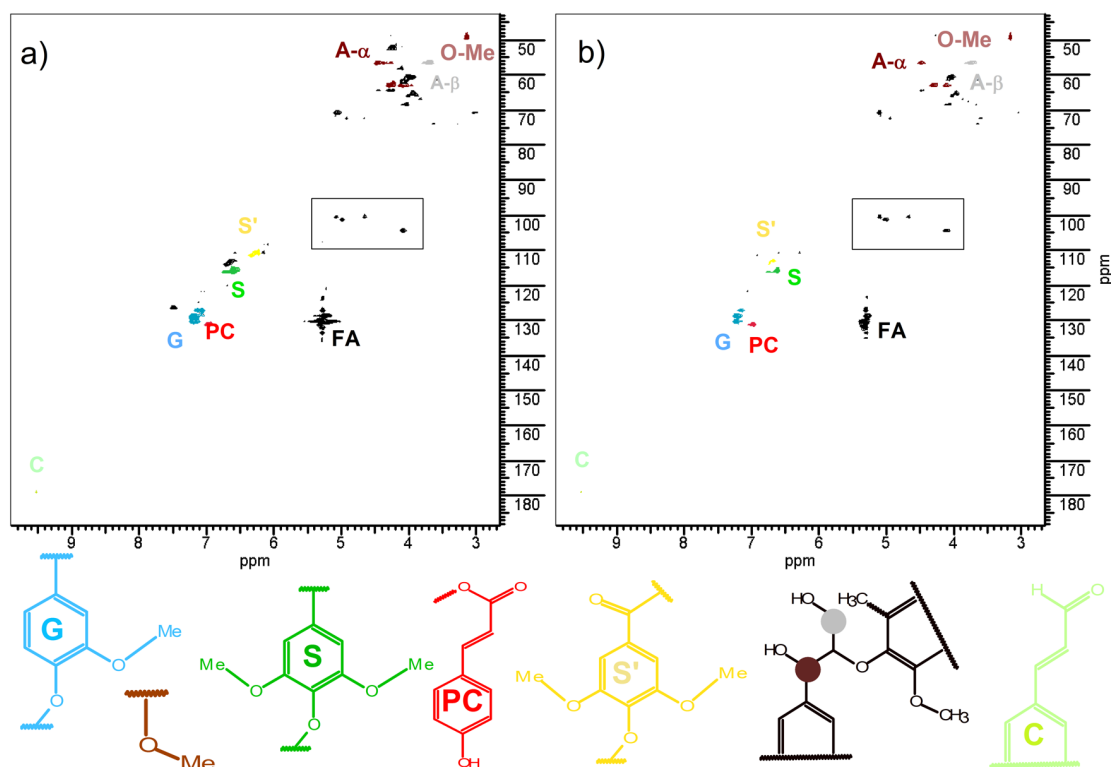 a)
A-α
O-Me
A-β
S'
S
G
PC
FA
C
50
60
70
80
90
100
110
120
130
140
150
160
170
180
ppm
9
8
7
6
5
4
3
ppm
b)
O-Me
A-α
A-β
S'
S
G
PC
FA
C
50
60
70
80
90
100
110
120
130
140
150
160
170
180
ppm
9
8
7
6
5
4
3
ppm
G
O
Me
O
O
Me
S
Me
O
O
Me
O
O
O
PC
OH
O
S'
Me
O
O
Me
O
HO
HO
H3C
O
O
CH3
H
O
C